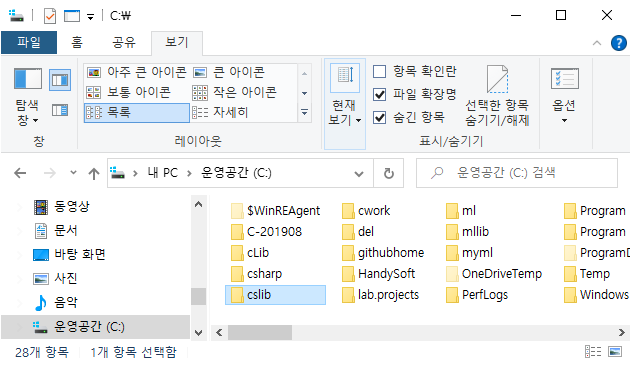 C:₩
파일 홈 공유 보기
탐색 창
아주 큰 아이콘 큰 아이콘
보통 아이콘 작은 아이콘
목록 자세히
현재 보기
항목 확인란
파일 확장명
숨긴 항목
선택한 항목 숨기기/해제
옵션
창 레이아웃 표시/숨기기
내 PC 운영공간 (C:) 운영공간 (C:) 검색
동영상
문서
바탕 화면
사진
음악
운영공간 (C:)
$WinREAgent cwork ml Program
C-201908 del mllib Program
cLib githubhome myml ProgramD
csharp HandySoft OneDriveTemp Temp
cslib lab.projects PerfLogs Windows
28개 항목 1개 항목 선택함